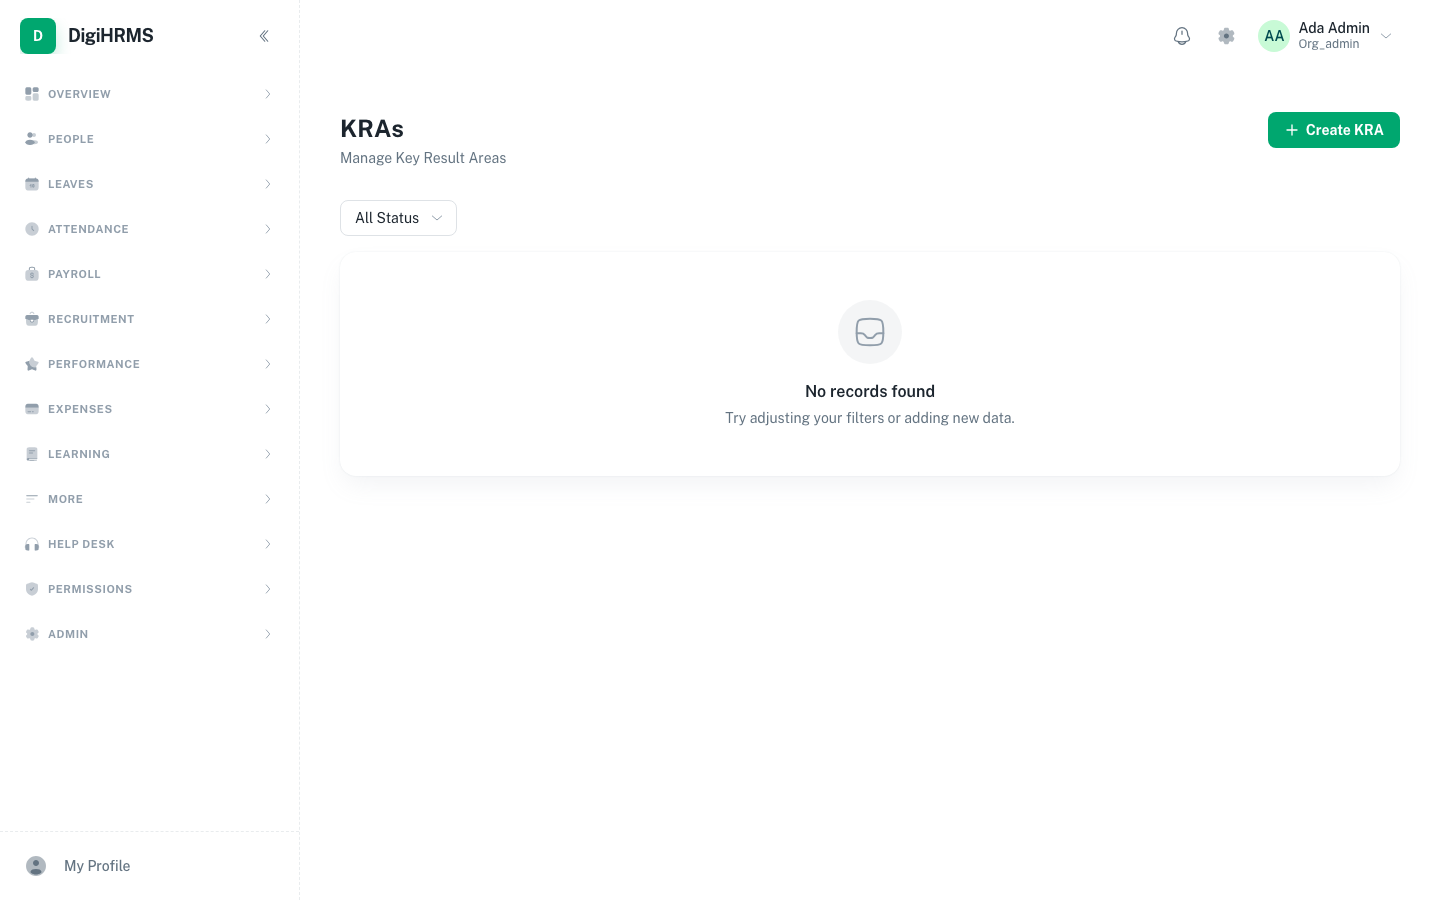 D DigiHRMS
OVERVIEW
PEOPLE
LEAVES
ATTENDANCE
PAYROLL
RECRUITMENT
PERFORMANCE
EXPENSES
LEARNING
MORE
HELP DESK
PERMISSIONS
ADMIN
My Profile
AA Ada Admin
Org_admin
KRAs
Manage Key Result Areas
Create KRA
All Status
No records found
Try adjusting your filters or adding new data.